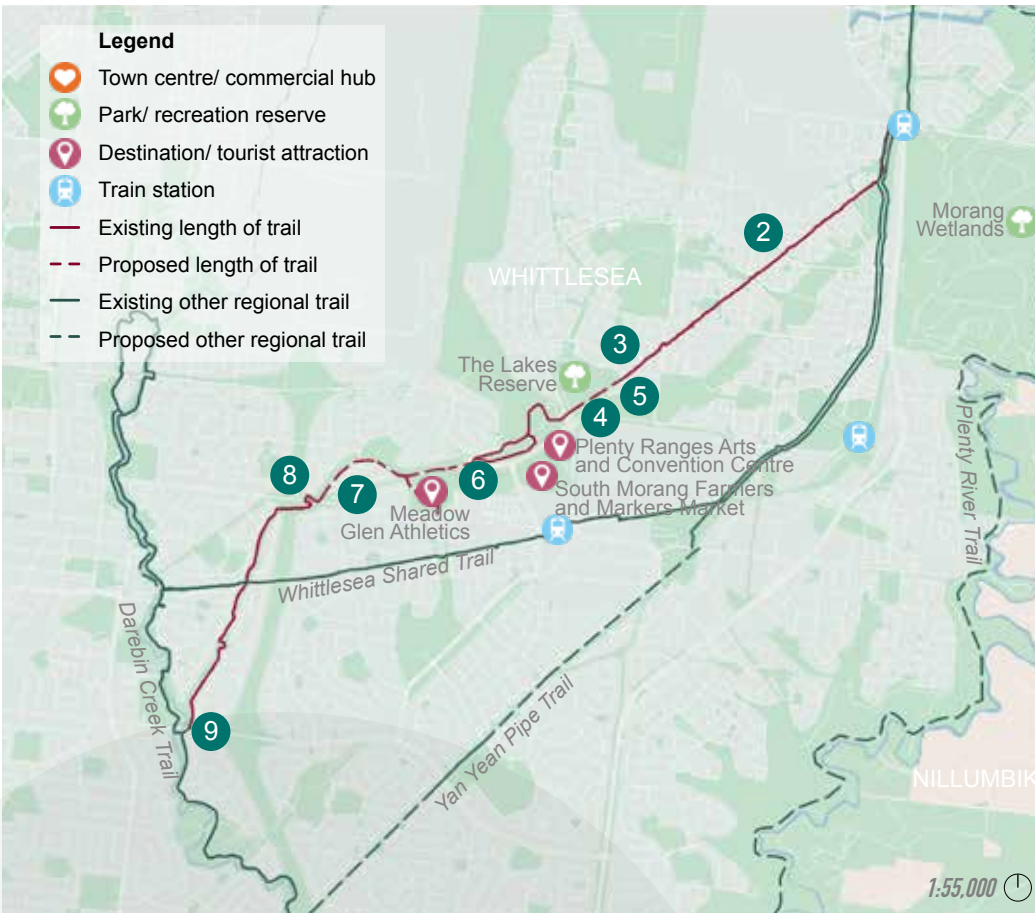 Legend
Town centre/ commercial hub
Park/ recreation reserve
Destination/ tourist attraction
Train station
Existing length of trail
Proposed length of trail
Existing other regional trail
Proposed other regional trail
Morang
Wetlands
2
WHITTLESEA
3
The Lakes
Reserve
5
4
Plenty Ranges Arts
and Convention Centre
8
6
7
South Morang Farmers
and Markers Market
Meadow
Glen Athletics
Plenty River Trail
Whittlesea Shared Trail
Darebin Creek Trail
9
Yan Yean Pipe Trail
NILLUMBIK
1:55,000